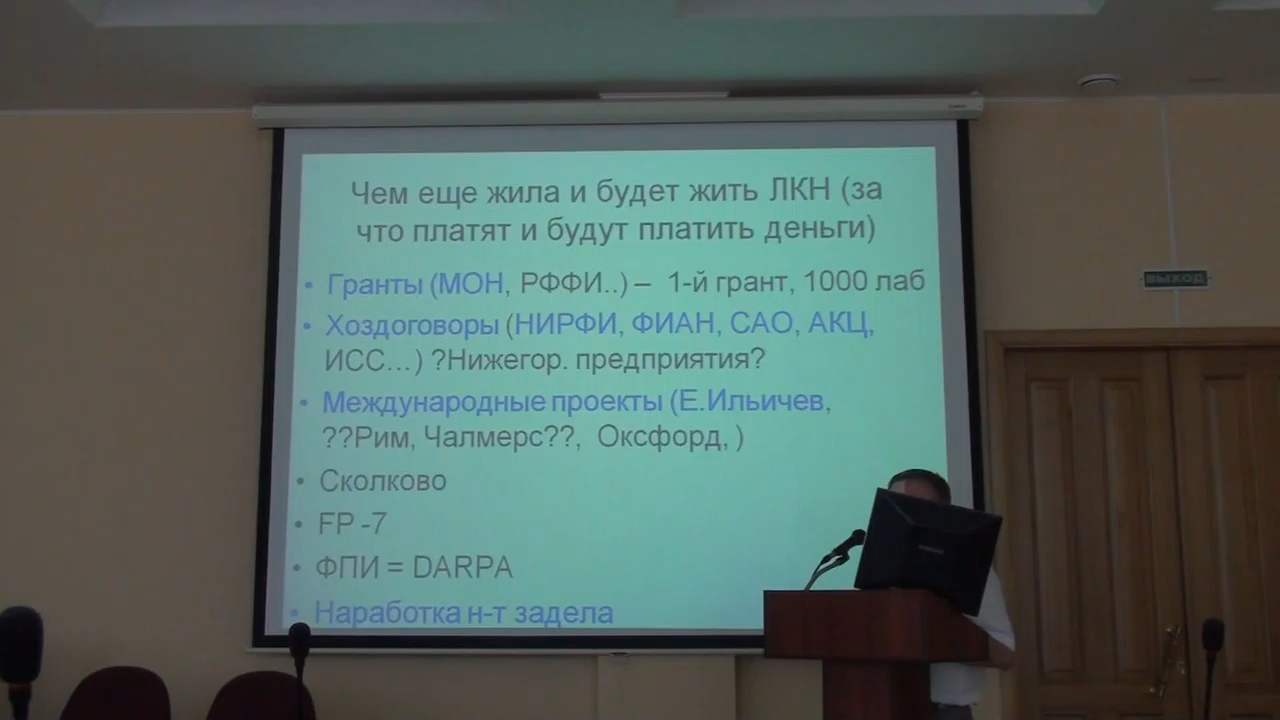 Чем еще жила и будет жить ЛКН (за
что платят и будут платить деньги)
• Гранты (МОН, РФФИ..) – 1-й грант, 1000 лаб
• Хоздоговоры (НИРФИ, ФИАН, САО, АКЦ,
ИСС...) ?Нижегор. предприятия?
• Международные проекты (Е.Ильичев,
??Рим, Чалмерс??, Оксфорд, )
• Сколково
• FP -7
• ФПИ = DARPA
• Наработка н-т задела
ВЫХОД